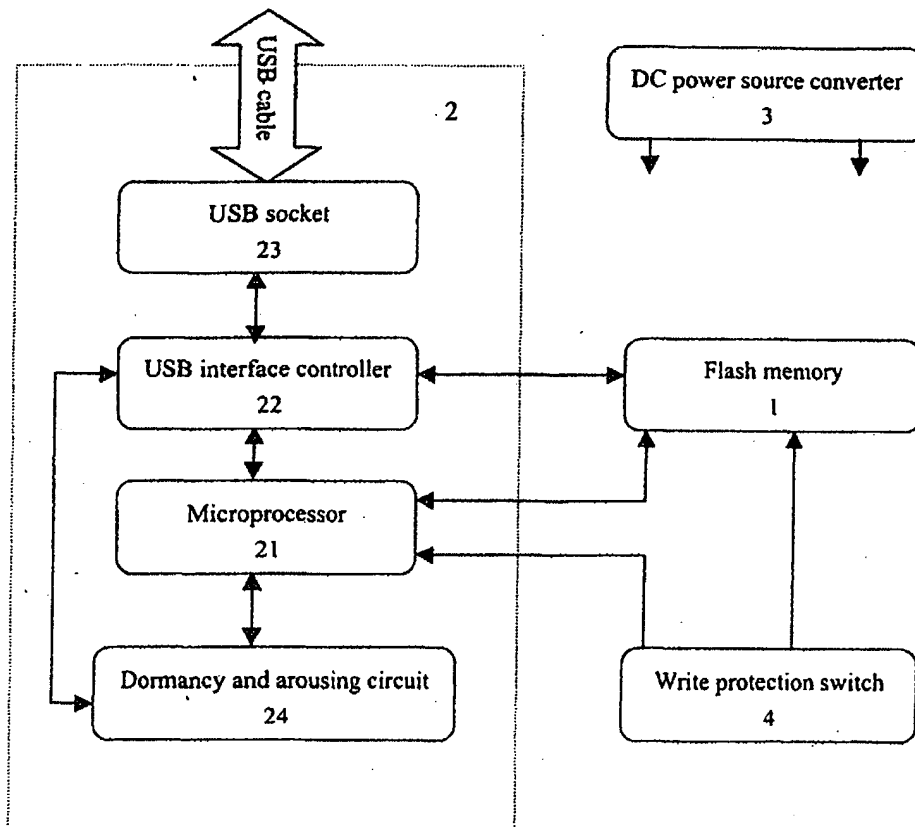 USB cable
2
DC power source converter
3
USB socket
23
USB interface controller
22
Flash memory
1
Microprocessor
21
Dormancy and arousing circuit
24
Write protection switch
4